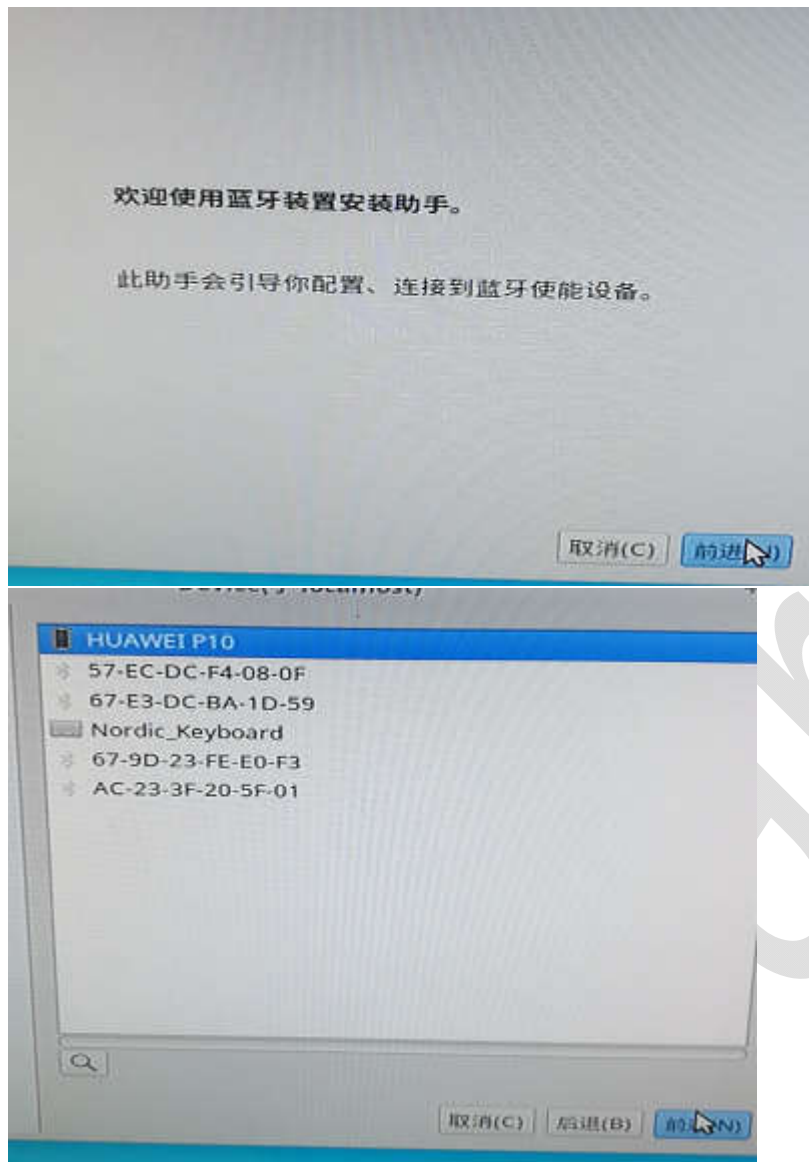 欢迎使用蓝牙装置安装助手。
此助手会引导你配置、连接到蓝牙使能设备。
取消(C)
HUAWEI P10
57-EC-DC-F4-08-0F
67-E3-DC-BA-1D-59
Nordic_Keyboard
67-9D-23-FE-E0-F3
AC-23-3F-20-5F-01
取消(C) 后进(B)